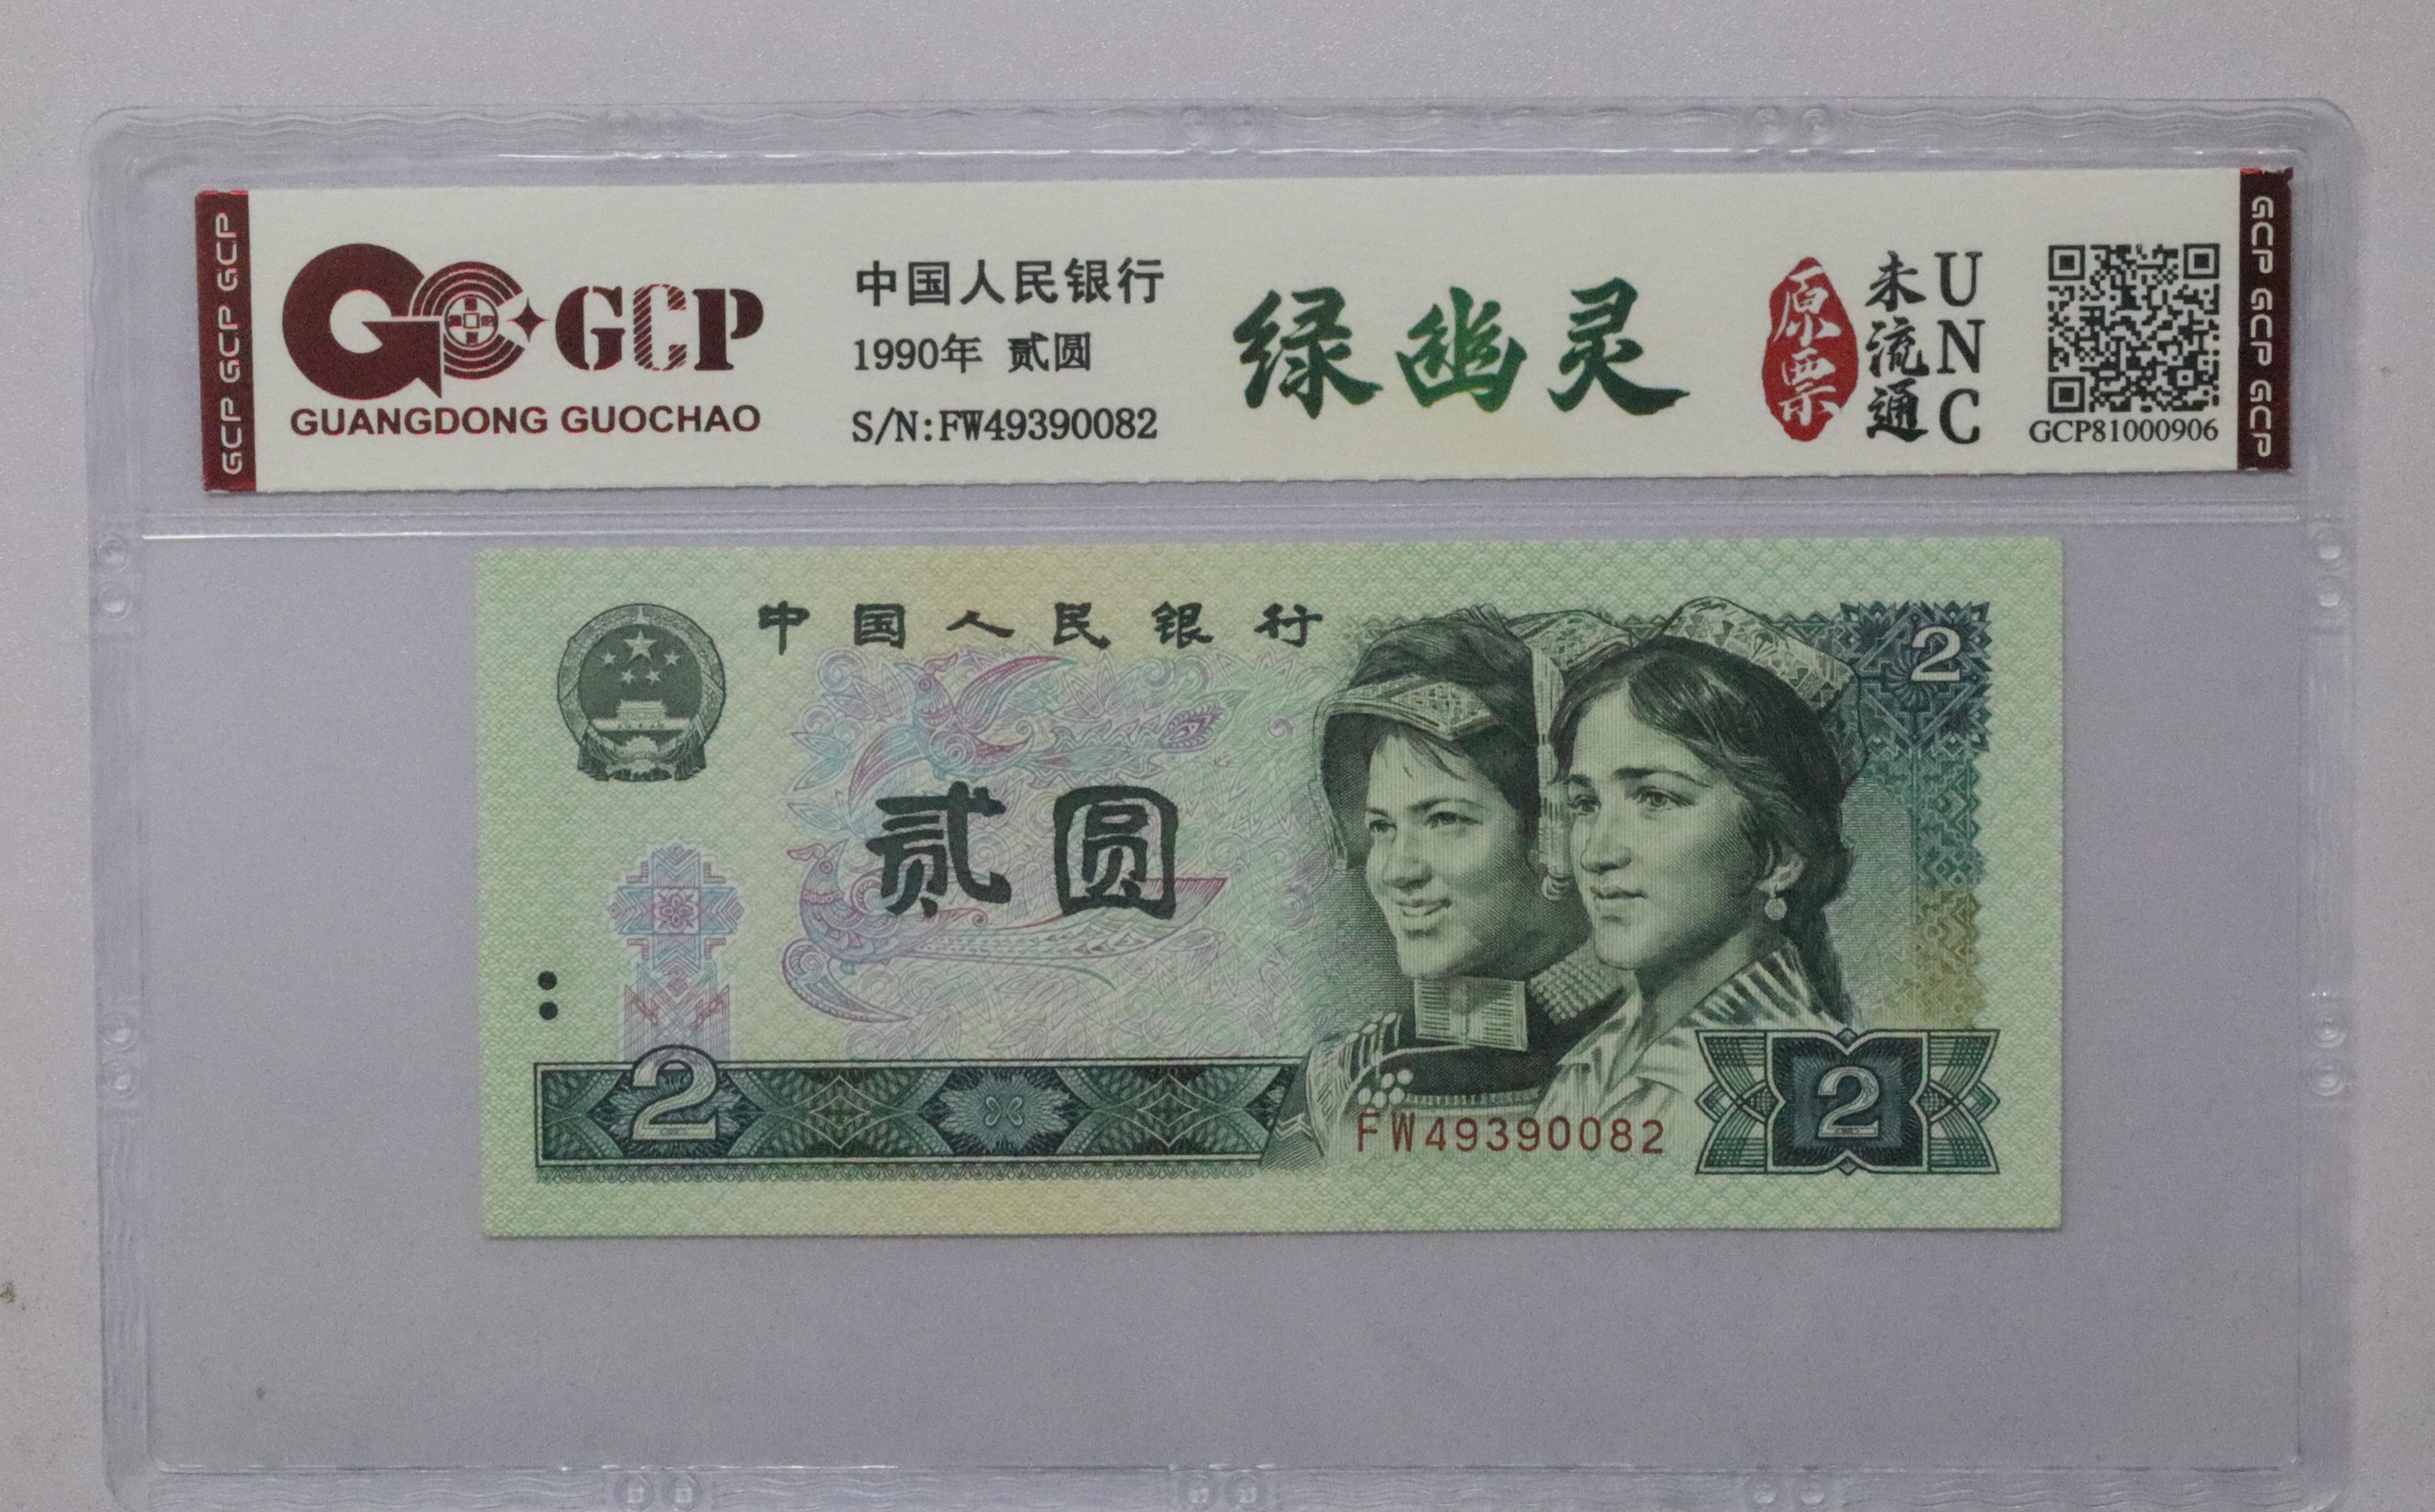 GCP GCP GCP
GCP
GUANGDONG GUOCHAO
中国人民银行
1990年 贰圆
S/N:FW49390082
绿幽灵
原票
未流通
UNC
GCP81000906
GCP GCP GCP
中国人民银行
2
贰圆
2
FW49390082
2